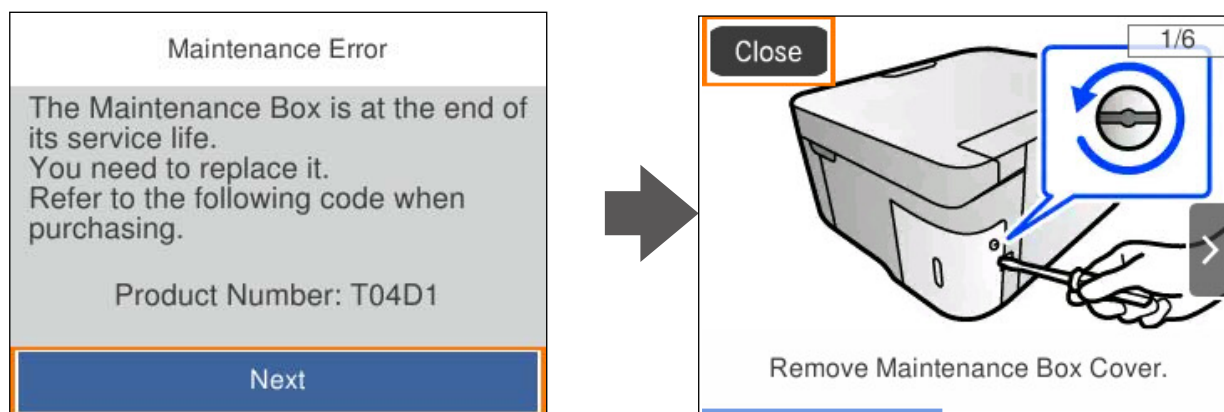 Maintenance Error
The Maintenance Box is at the end of
its service life.
You need to replace it.
Refer to the following code when
purchasing.
Product Number: T04D1
Next
Close
1/6
Remove Maintenance Box Cover.